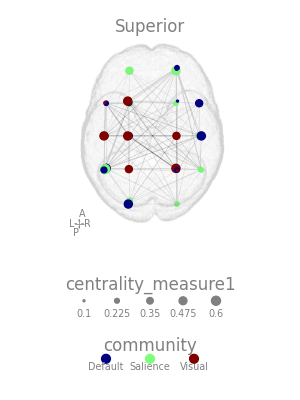 Superior
A
L R
P
centrality_measure1
0.1 0.225 0.35 0.475 0.6
community
Default Salience Visual